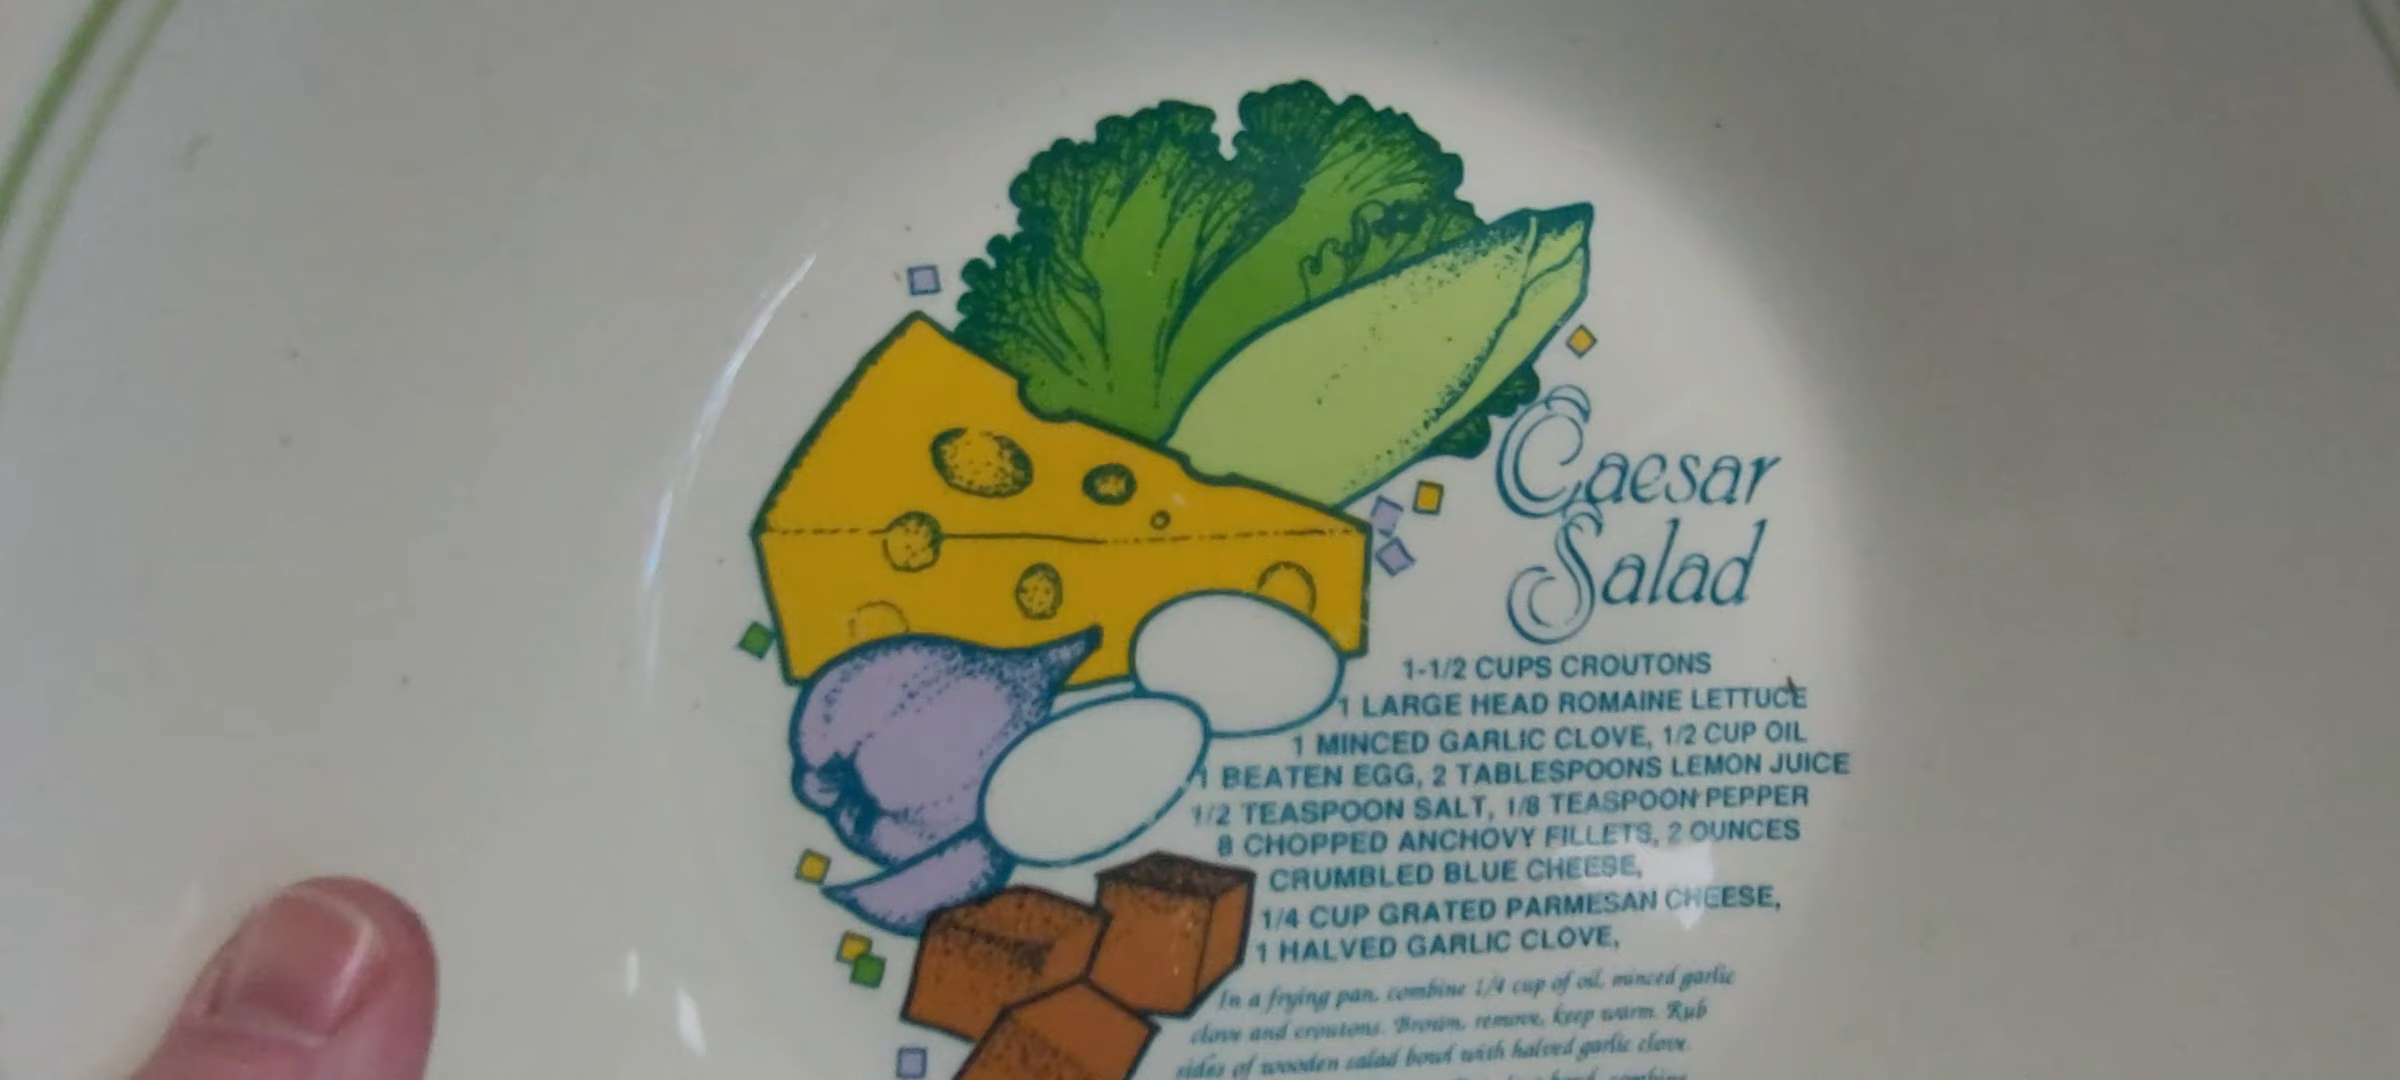 Caesar
Salad
1-1/2 CUPS CROUTONS
1 LARGE HEAD ROMAINE LETTUCE
1 MINCED GARLIC CLOVE, 1/2 CUP OIL
1 BEATEN EGG, 2 TABLESPOONS LEMON JUICE
1/2 TEASPOON SALT, 1/8 TEASPOON PEPPER
8 CHOPPED ANCHOVY FILLETS, 2 OUNCES
CRUMBLED BLUE CHEESE,
1/4 CUP GRATED PARMESAN CHEESE,
1 HALVED GARLIC CLOVE,
In a frying pan, combine 1/4 cup of oil, minced garlic
clove and croutons. Brown, remove, keep warm. Rub
sides of wooden salad bowl with halved garlic clove.